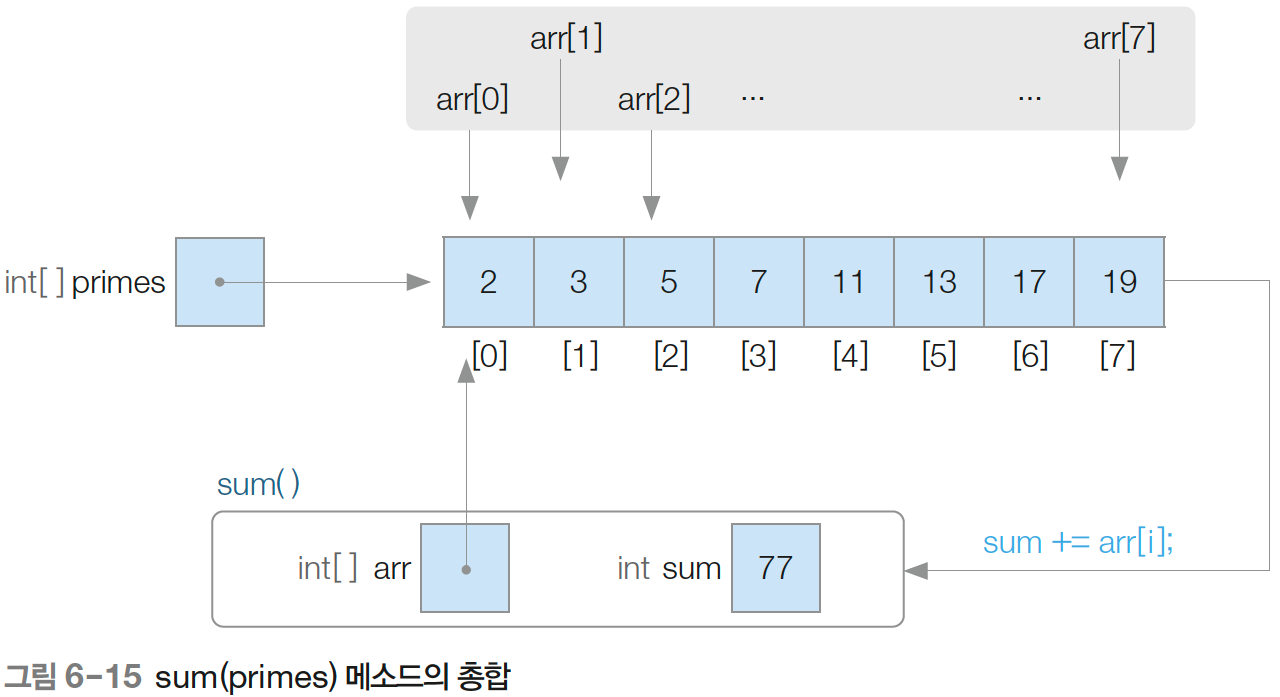 arr[1] arr[7]
arr[0] arr[2] ... ...
int[ ] primes 2 3 5 7 11 13 17 19
[0] [1] [2] [3] [4] [5] [6] [7]
sum( )
sum += arr[i];
int[ ] arr int sum 77
그림 6-15 sum(primes) 메소드의 총합